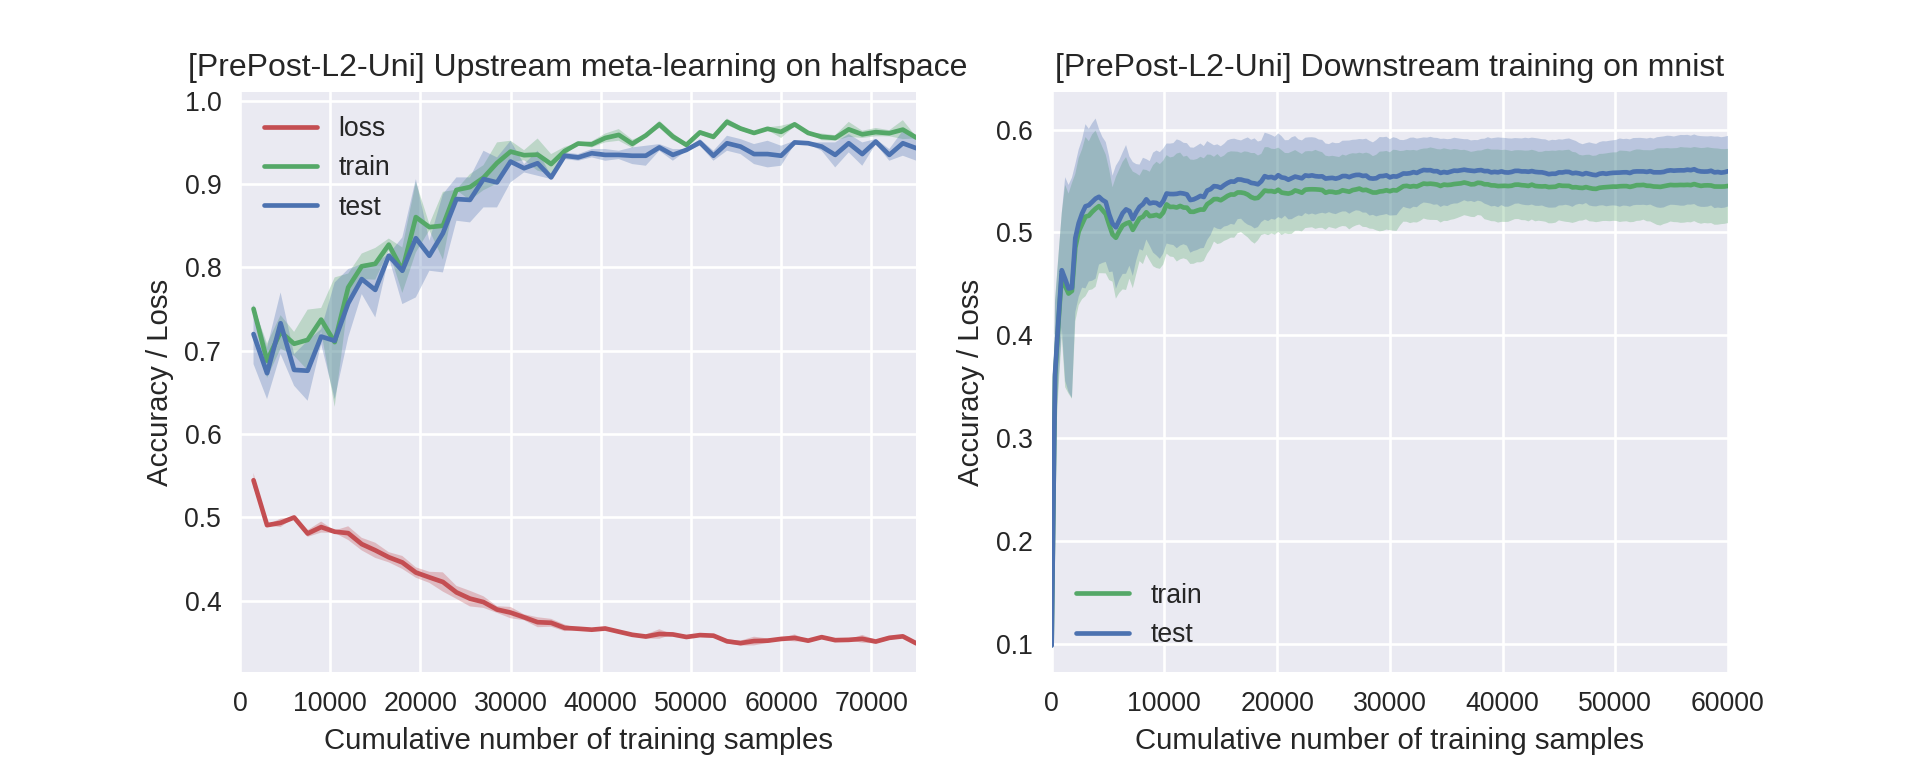 [PrePost-L2-Uni] Upstream meta-learning on halfspace
1.0
0.9
0.8
0.7
0.6
0.5
0.4
Accuracy / Loss
loss
train
test
0 10000 20000 30000 40000 50000 60000 70000
Cumulative number of training samples
[PrePost-L2-Uni] Downstream training on mnist
0.6
0.5
0.4
0.3
0.2
0.1
Accuracy / Loss
train
test
0 10000 20000 30000 40000 50000 60000
Cumulative number of training samples